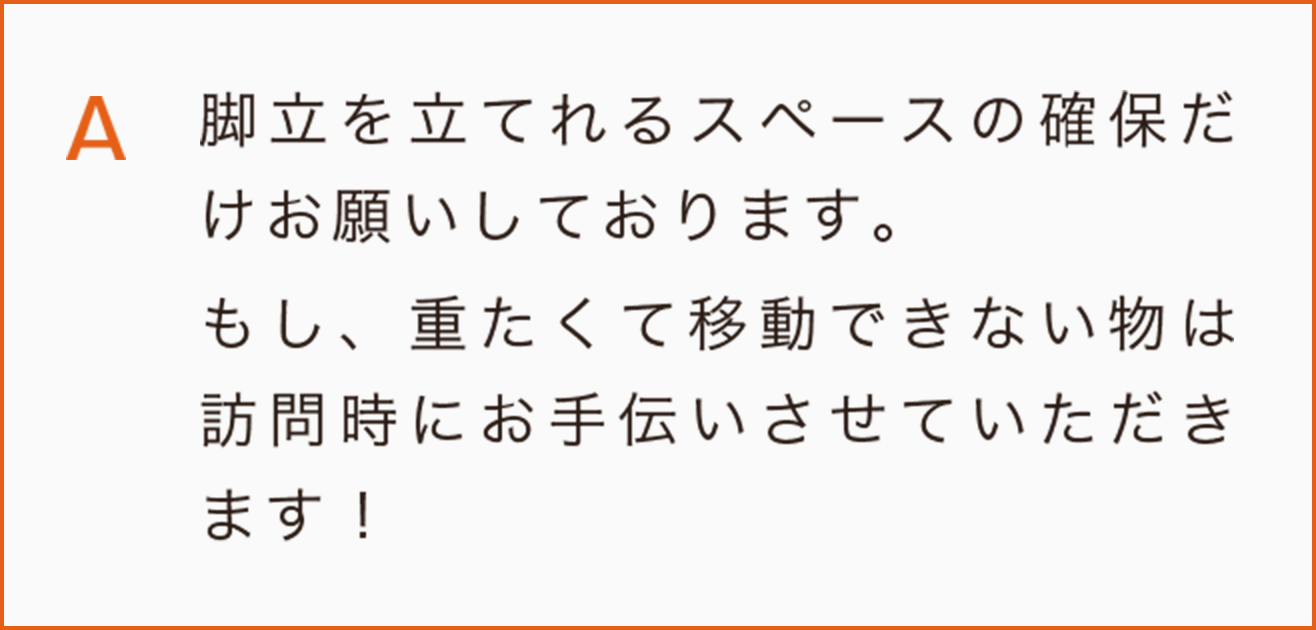 A 脚立を立てれるスペースの確保だ
けお願いしております。
もし、重たくて移動できない物は
訪問時にお手伝いさせていただき
ます！